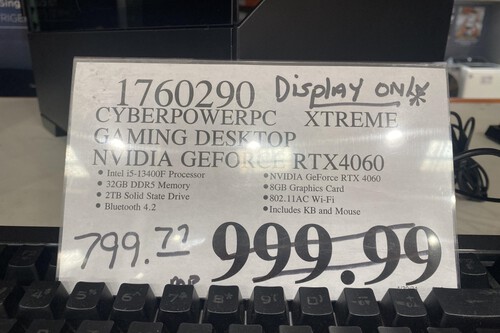 1760290 Display ONLY*
CYBERPOWERPC XTREME
GAMING DESKTOP
NVIDIA GEFORCE RTX4060
• Intel i5-13400F Processor
• 32GB DDR5 Memory
• 2TB Solid State Drive
• Bluetooth 4.2
• NVIDIA GeForce RTX 4060
• 8GB Graphics Card
• 802.11AC Wi-Fi
• Includes KB and Mouse
799.77
999.99